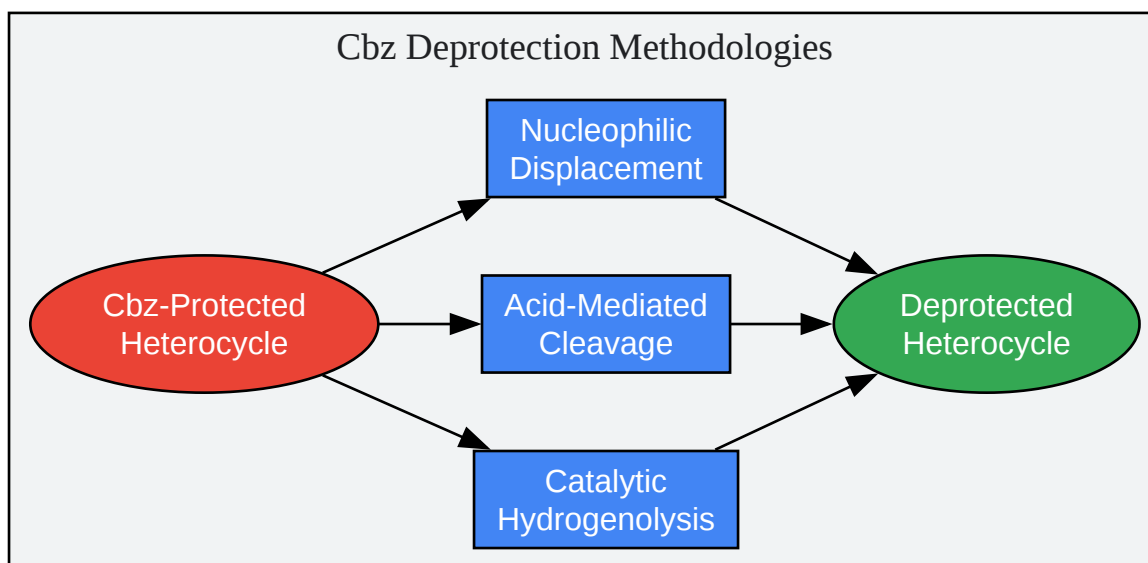 Cbz Deprotection Methodologies
Nucleophilic
Displacement
Cbz-Protected
Heterocycle
Acid-Mediated
Cleavage
Deprotected
Heterocycle
Catalytic
Hydrogenolysis